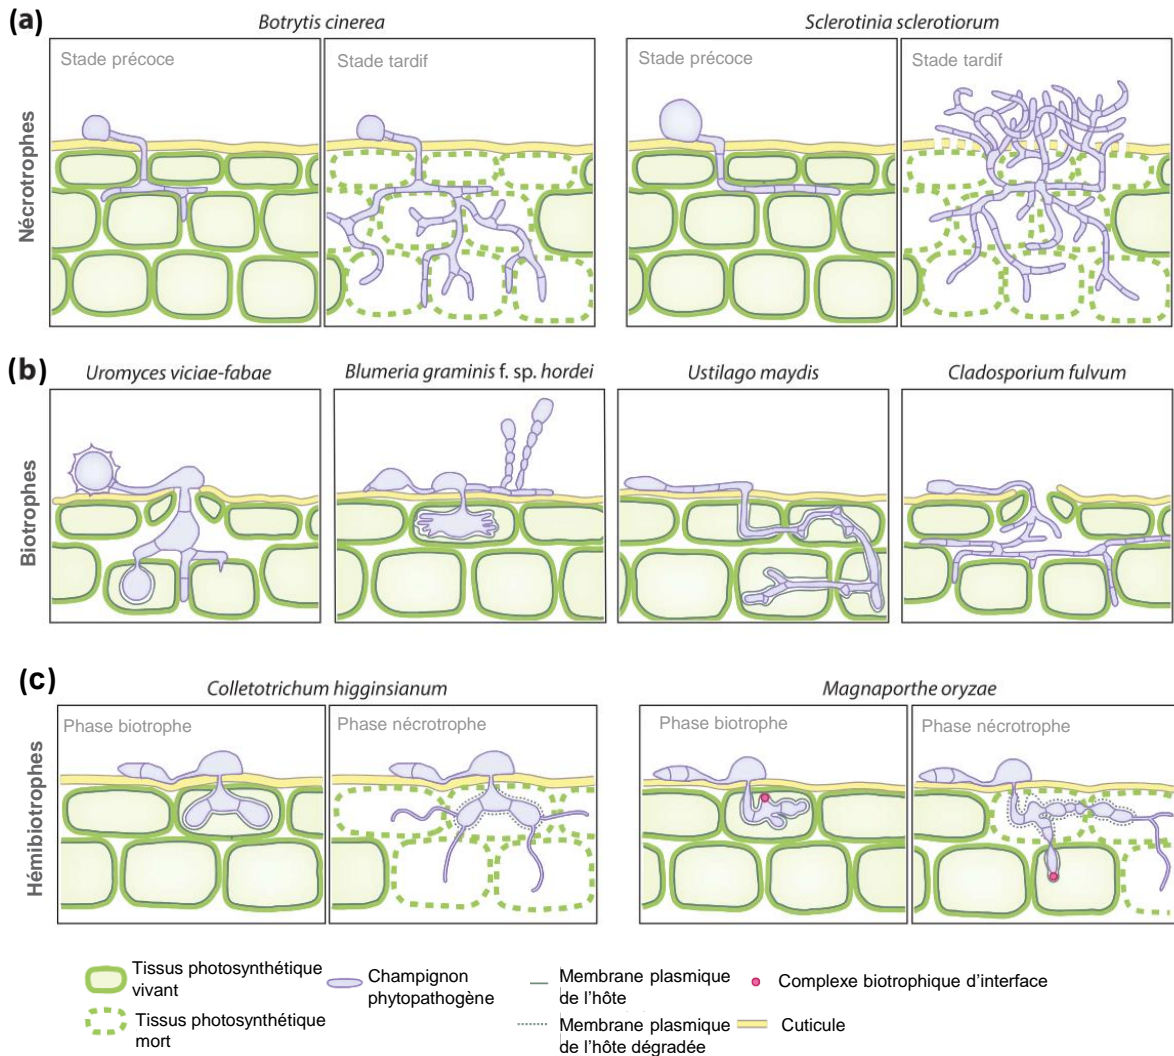 (a)
Botrytis cinerea
Sclerotinia sclerotiorum
Nécrotrophes
Stade précoce
Stade tardif
Stade précoce
Stade tardif
(b)
Uromyces viciae-fabae
Blumeria graminis f. sp. hordei
Ustilago maydis
Cladosporium fulvum
Biotrophes
(c)
Colletotrichum higginsianum
Magnaporthe oryzae
Hémibiotrophes
Phase biotrophe
Phase nécrotrophe
Phase biotrophe
Phase nécrotrophe
Tissus photosynthétique
vivant
Tissus photosynthétique
mort
Champignon
phytopathogène
Membrane plasmique
de l'hôte
Membrane plasmique
de l'hôte dégradée
Complexe biotrophique d'interface
Cuticule